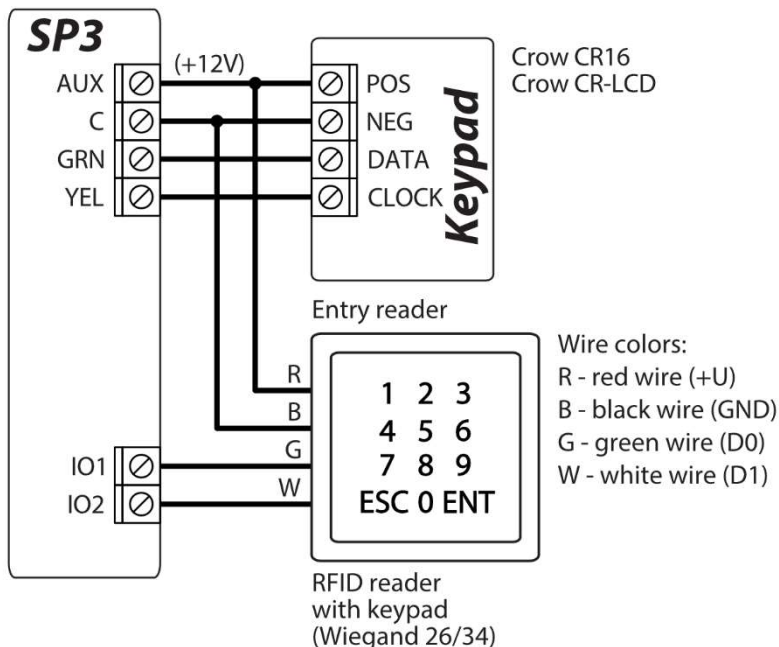 SP3
(+12V)
AUX
C
GRN
YEL
POS
NEG
DATA
CLOCK
Keypad
Crow CR16
Crow CR-LCD
Entry reader
R
B
G
W
IO1
IO2
1 2 3
4 5 6
7 8 9
ESC 0 ENT
Wire colors:
R - red wire (+U)
B - black wire (GND)
G - green wire (D0)
W - white wire (D1)
RFID reader
with keypad
(Wiegand 26/34)